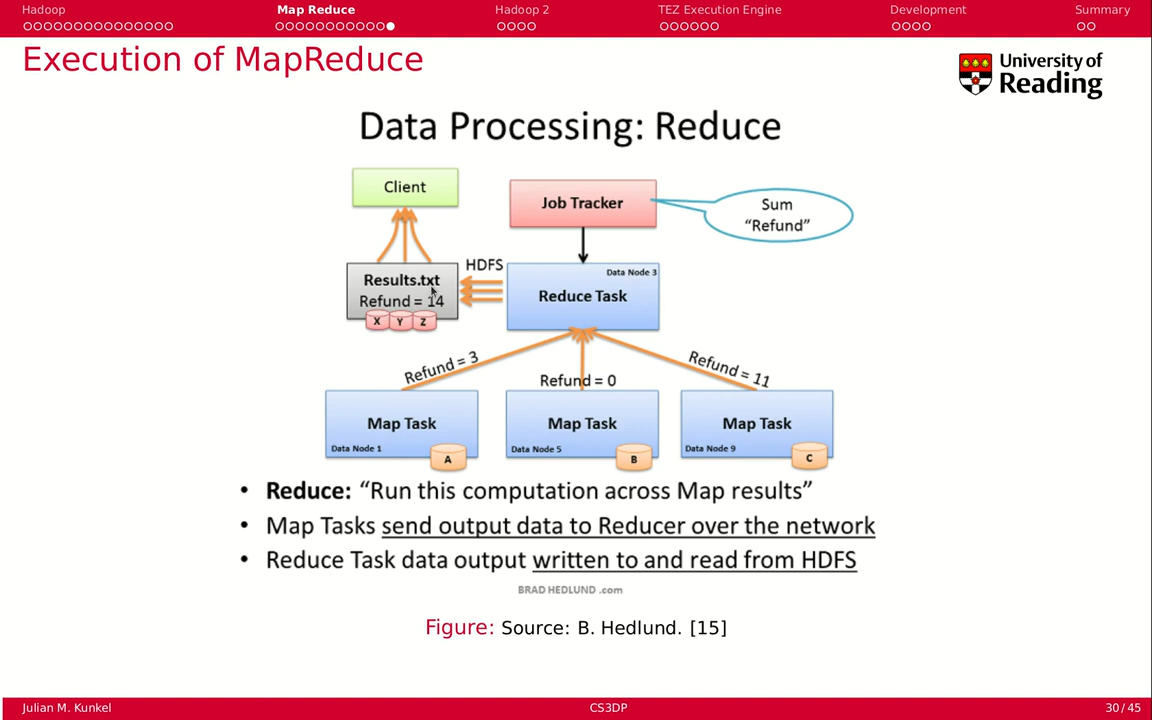 Hadoop Map Reduce Hadoop 2 TEZ Execution Engine Development Summary
Execution of MapReduce
University of
Reading
Data Processing: Reduce
Client
Job Tracker
Sum
"Refund"
HDFS
Results.txt
Refund = 14
X Y Z
Data Node 3
Reduce Task
Refund = 3
Refund = 0
Refund = 11
Map Task
Data Node 1
A
Map Task
Data Node 5
B
Map Task
Data Node 9
C
• Reduce: "Run this computation across Map results"
• Map Tasks send output data to Reducer over the network
• Reduce Task data output written to and read from HDFS
BRAD HEDLUND .com
Figure: Source: B. Hedlund. [15]
Julian M. Kunkel CS3DP 30 / 45